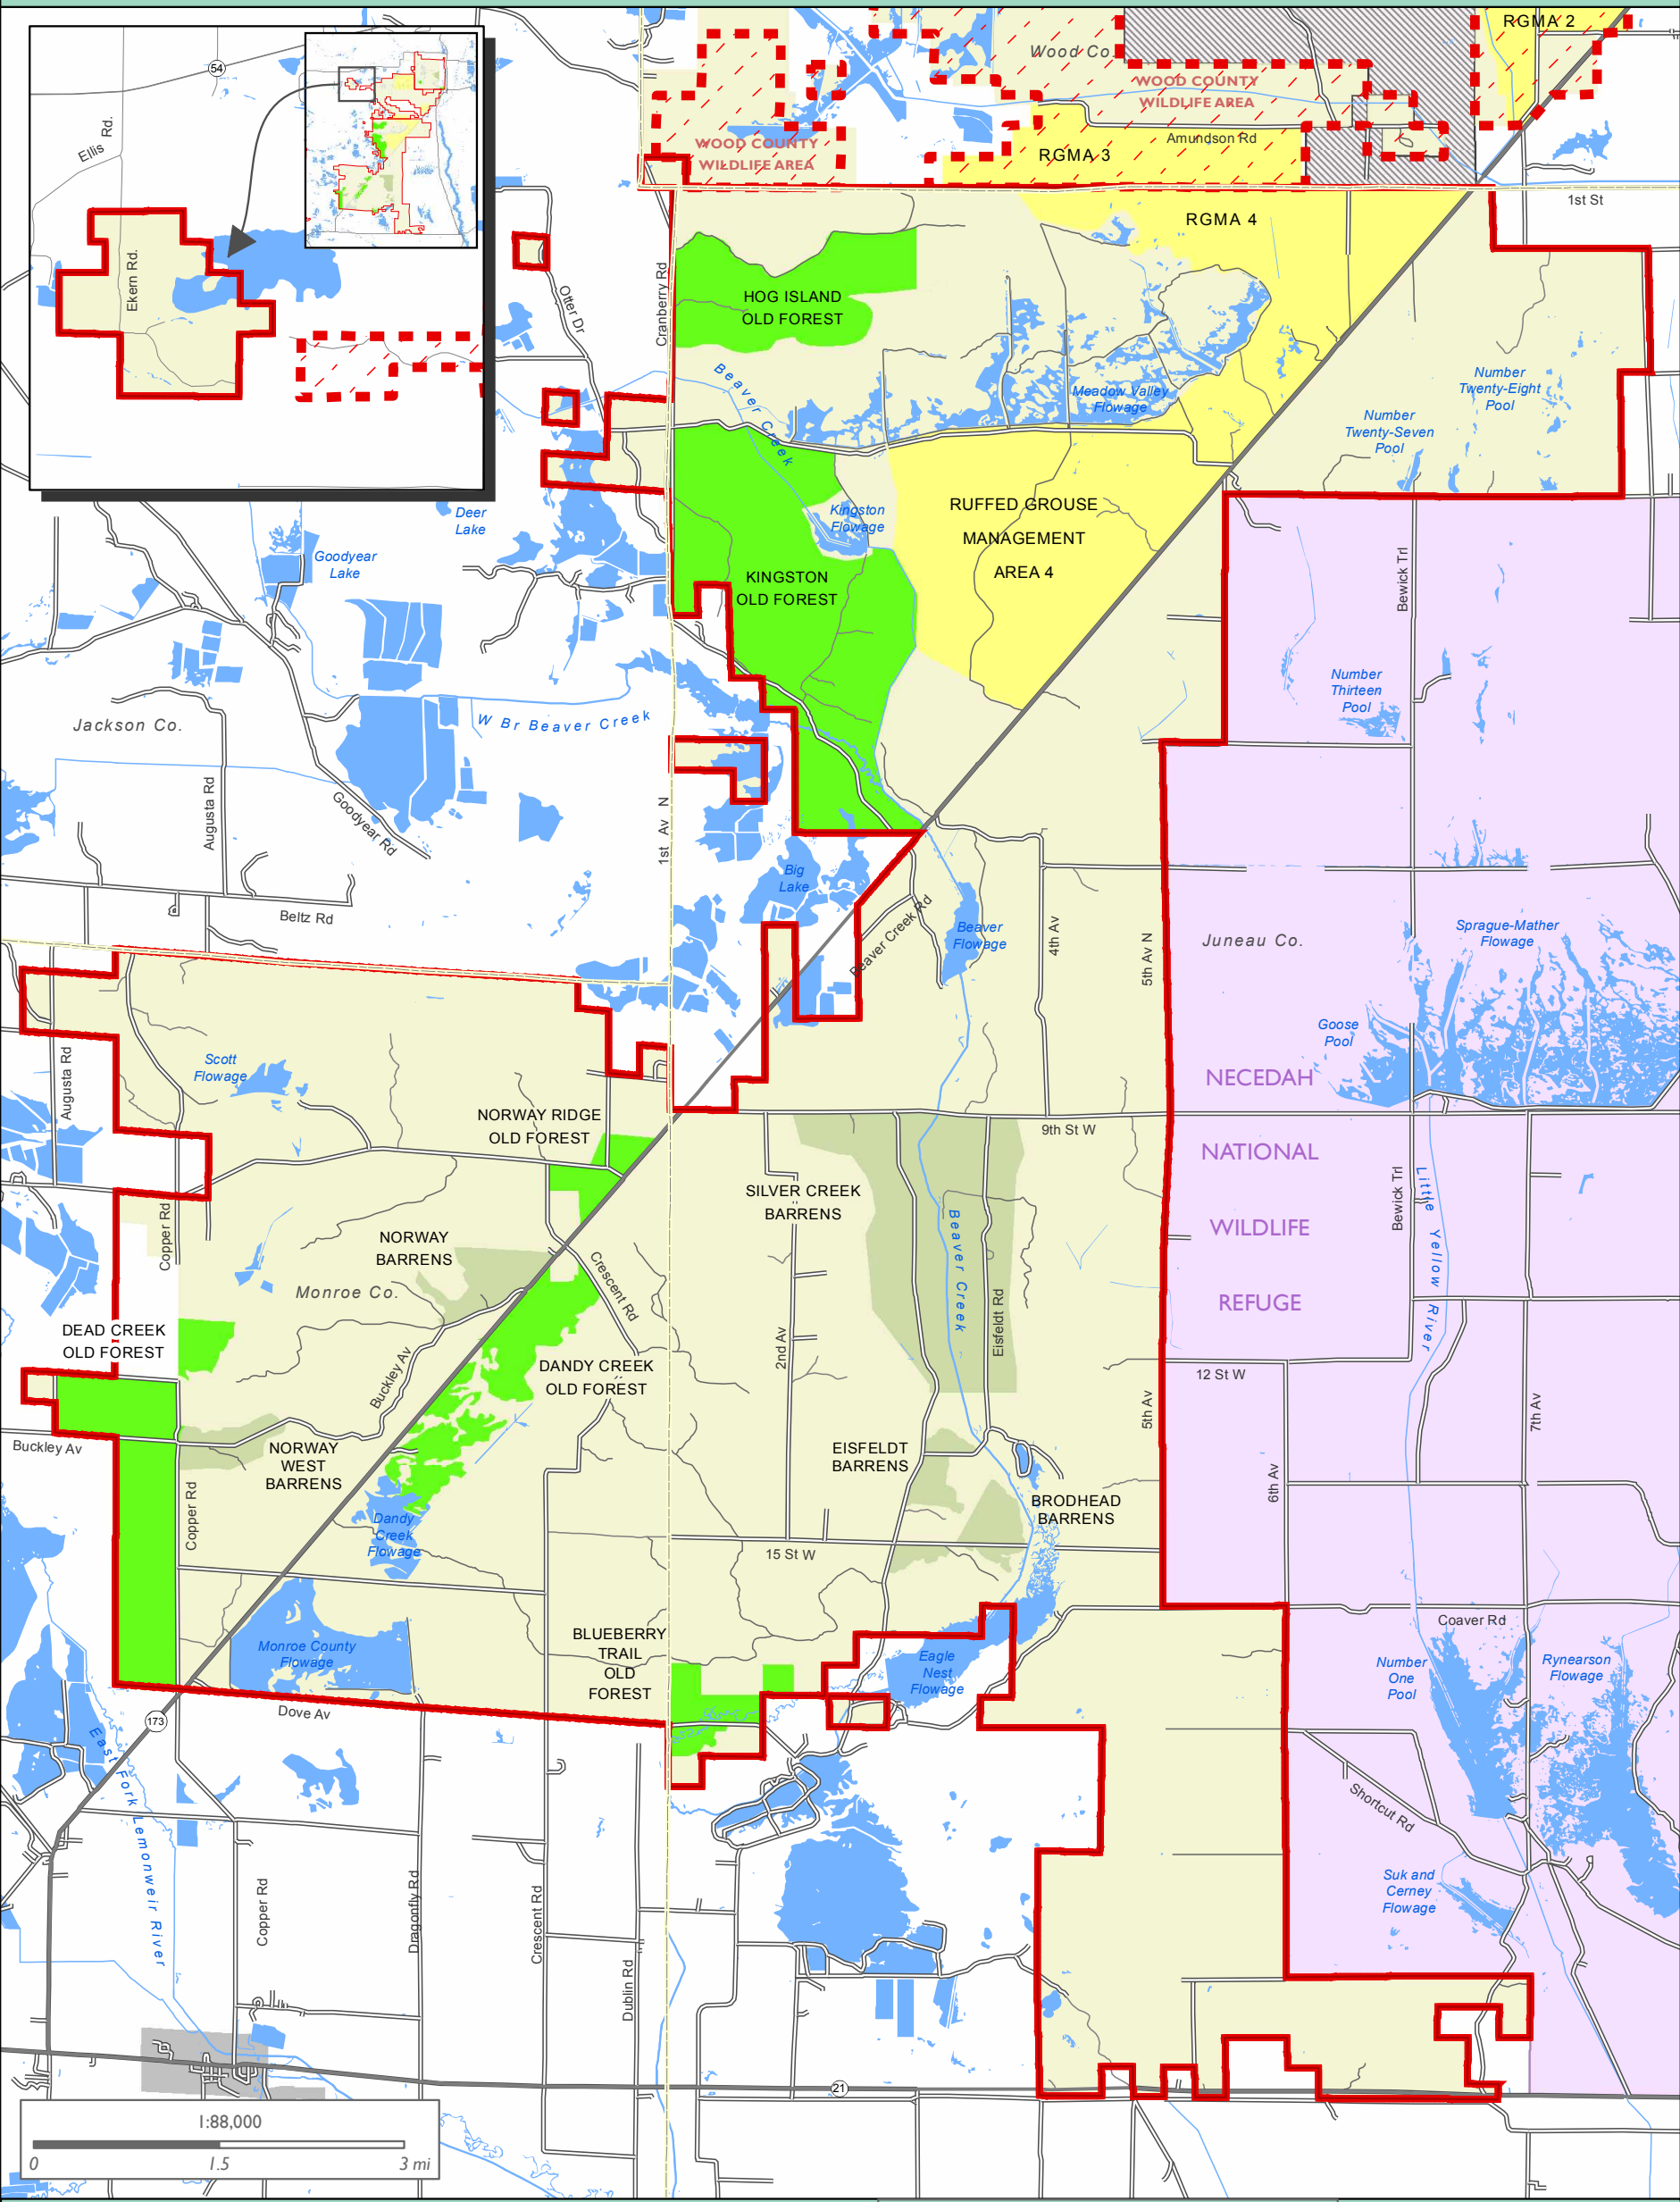 54
Ellis Rd.
Ekern Rd.
Wood Co.
WOOD COUNTY
WILDLIFE AREA
WOOD COUNTY
WILDLIFE AREA
RGMA 2
Amundson Rd
RGMA 3
1st St
RGMA 4
Otter Dr
Cranberry Rd
HOG ISLAND
OLD FOREST
Beaver Creek
Meadow Valley
Flowage
Number
Twenty-Eight
Pool
Number
Twenty-Seven
Pool
Deer
Lake
Goodyear
Lake
Kingston
Flowage
RUFFED GROUSE
MANAGEMENT
AREA 4
KINGSTON
OLD FOREST
Bewick Trl
Number
Thirteen
Pool
Jackson Co.
W Br Beaver Creek
Augusta Rd
Goodyear Rd
1st Av N
Big
Lake
Beltz Rd
Beaver Creek Rd
Beaver
Flowage
4th Av
5th Av N
Juneau Co.
Sprague-Mather
Flowage
Goose
Pool
Scott
Flowage
Augusta Rd
NECEDAH
NATIONAL
WILDLIFE
REFUGE
NORWAY RIDGE
OLD FOREST
9th St W
SILVER CREEK
BARRENS
Beaver Creek
Bewick Trl
Little Yellow River
Copper Rd
NORWAY
BARRENS
Monroe Co.
Crescent Rd
Eisfeldt Rd
2nd Av
DEAD CREEK
OLD FOREST
Buckley Av
DANDY CREEK
OLD FOREST
12 St W
5th Av
7th Av
Buckley Av
NORWAY
WEST
BARRENS
EISFELDT
BARRENS
6th Av
Copper Rd
BRODHEAD
BARRENS
Dandy
Creek
Flowage
15 St W
Coaver Rd
Monroe County
Flowage
BLUEBERRY
TRAIL
OLD
FOREST
Eagle
Nest
Flowage
Number
One
Pool
Rynearson
Flowage
Dove Av
173
East Fork Lemonweir River
Shortcut Rd
Suk and
Cerney
Flowage
Copper Rd
Dragonfly Rd
Crescent Rd
Dublin Rd
21
1:88,000
0 1.5 3 mi